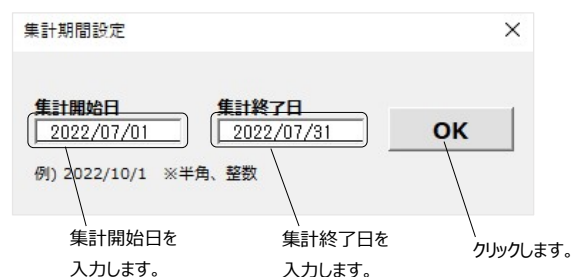 集計期間設定
集計開始日 集計終了日
2022/07/01 2022/07/31 OK
例) 2022/10/1 ※半角、整数
集計開始日を 集計終了日を クリックします。
入力します。 入力します。